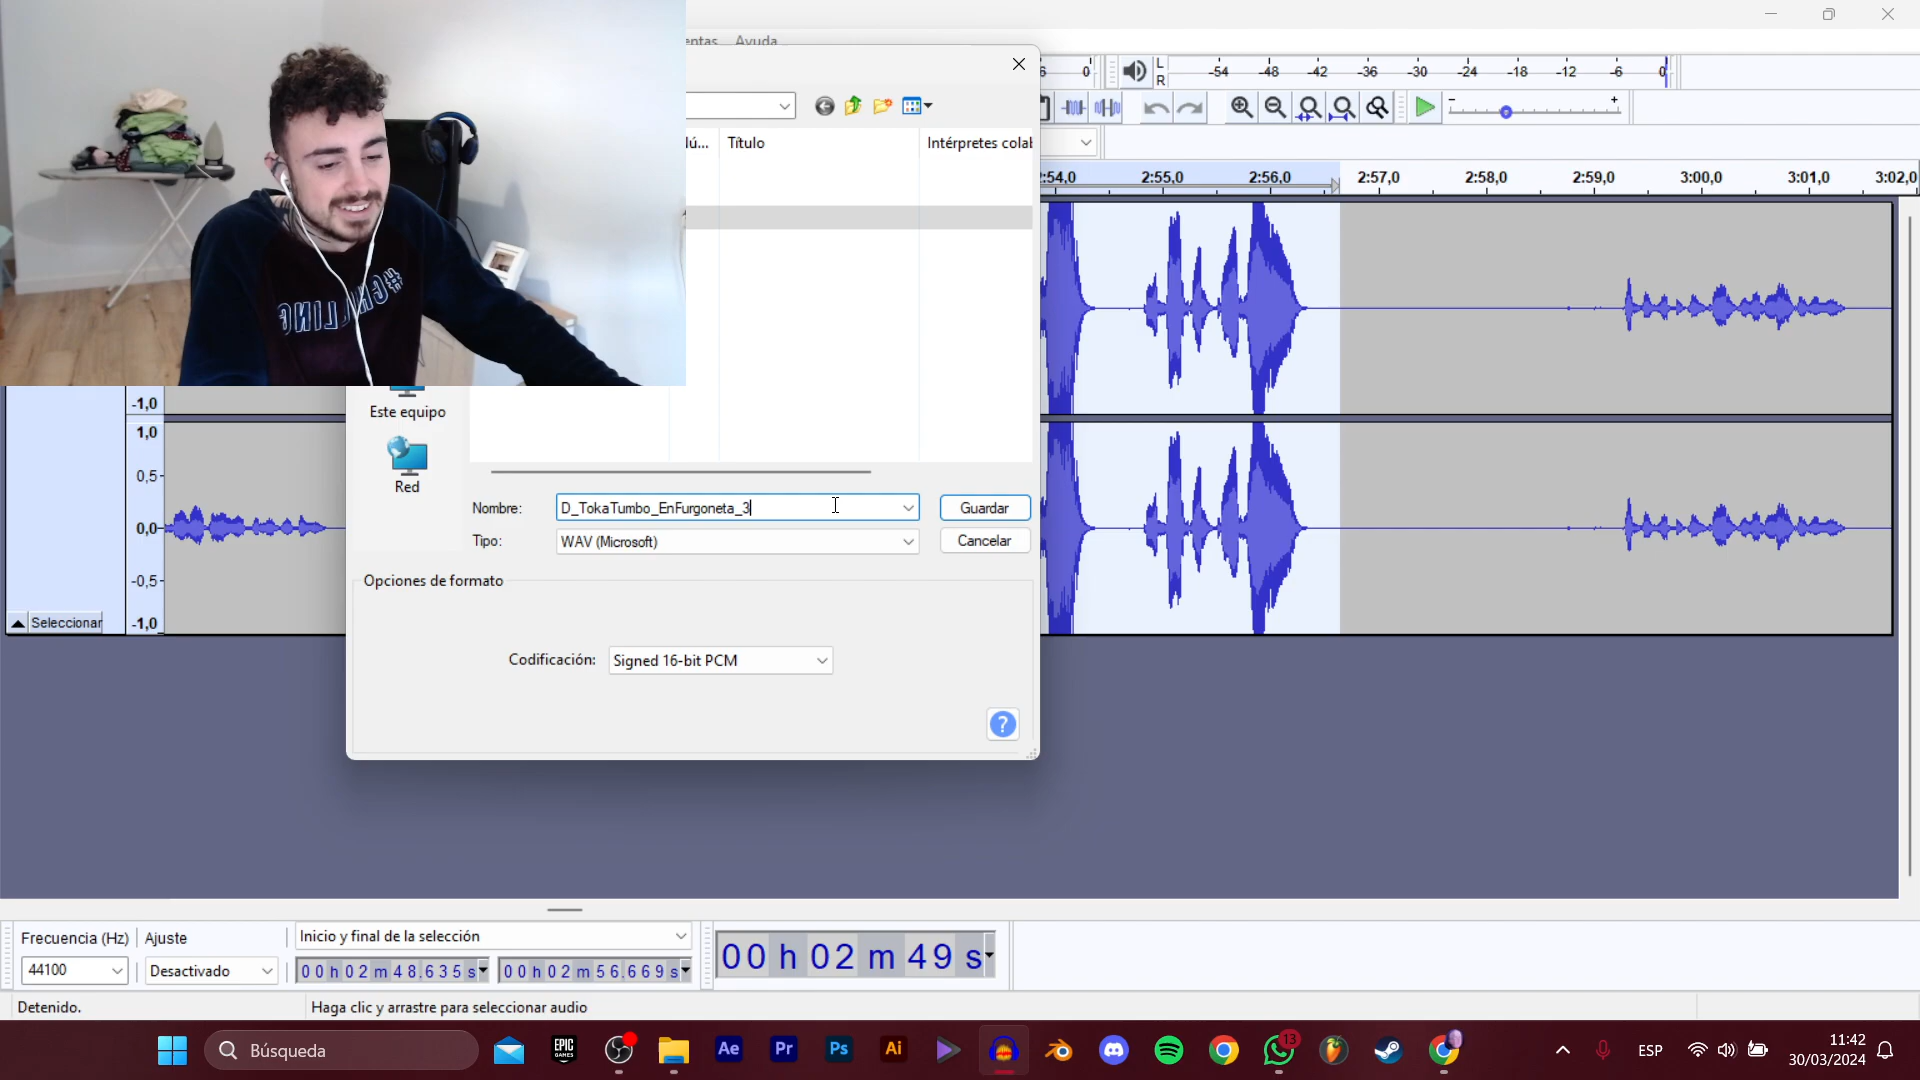 entas Ayuda
-54 -48 -42 -36 -30 -24 -18 -12 -6 0
L
R
Título
Intérpretes colab
2:54,0 2:55,0 2:56,0 2:57,0 2:58,0 2:59,0 3:00,0 3:01,0 3:02,0
#CHILLING
-1,0
1,0
0,5
0,0
-0,5
-1,0
Seleccionar
Este equipo
Red
Nombre:
D_TokaTumbo_EnFurgoneta_3
Guardar
Tipo:
WAV (Microsoft)
Cancelar
Opciones de formato
Codificación:
Signed 16-bit PCM
?
Frecuencia (Hz)
Ajuste
Inicio y final de la selección
44100
Desactivado
00 h 02 m 48.635 s
00 h 02 m 56.669 s
00 h 02 m 49 s
Detenido.
Haga clic y arrastre para seleccionar audio
Búsqueda
EPIC
GAMES
Ae
Pr
Ps
Ai
13
ESP
11:42
30/03/2024